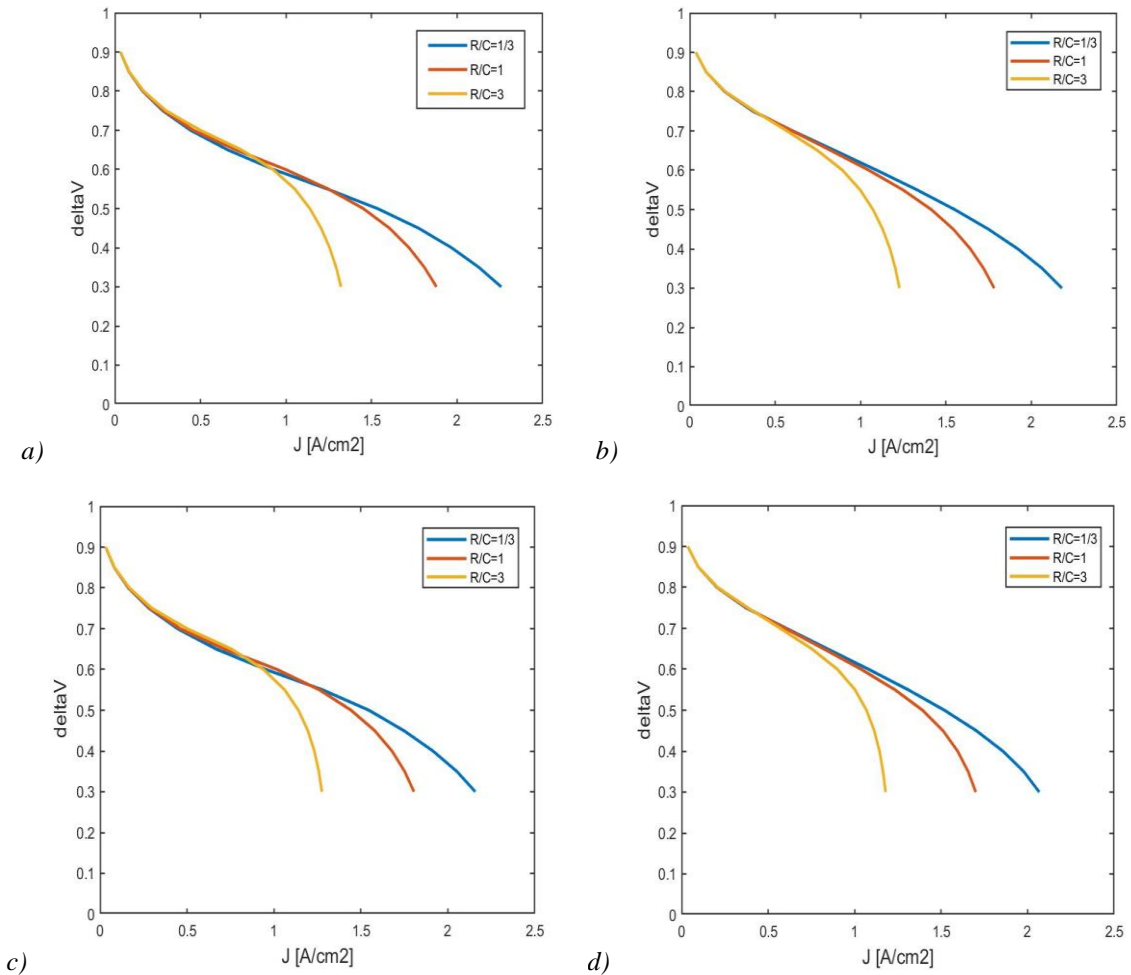 1
0.9
0.8
0.7
0.6
0.5
0.4
0.3
0.2
0.1
0
deltaV
R/C=1/3
R/C=1
R/C=3
0
0.5
1
1.5
2
2.5
J [A/cm2]
a)
1
0.9
0.8
0.7
0.6
0.5
0.4
0.3
0.2
0.1
0
deltaV
R/C=1/3
R/C=1
R/C=3
0
0.5
1
1.5
2
2.5
J [A/cm2]
b)
1
0.9
0.8
0.7
0.6
0.5
0.4
0.3
0.2
0.1
0
deltaV
R/C=1/3
R/C=1
R/C=3
0
0.5
1
1.5
2
2.5
J [A/cm2]
c)
1
0.9
0.8
0.7
0.6
0.5
0.4
0.3
0.2
0.1
0
deltaV
R/C=1/3
R/C=1
R/C=3
0
0.5
1
1.5
2
2.5
J [A/cm2]
d)